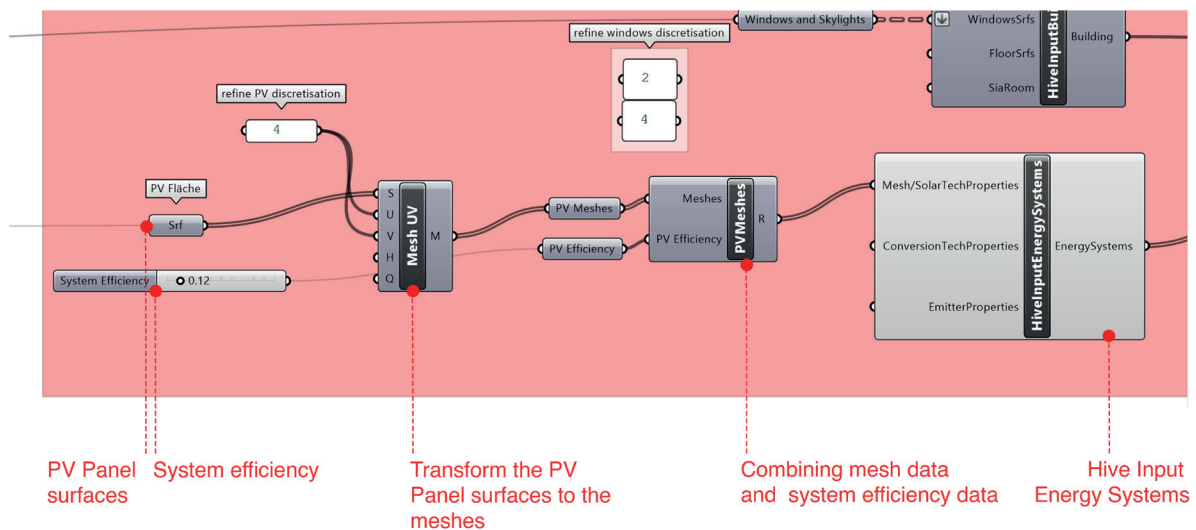 Windows and Skylights
WindowsSrfs
FloorSrfs
SiaRoom
Building
refine windows discretisation
2
4
refine PV discretisation
4
PV Fläche
Srf
System Efficiency
0.12
S
U
V
H
Q
Mesh UV
M
PV Meshes
PV Efficiency
Meshes
PV Efficiency
PVMeshes
R
Mesh/SolarTechProperties
ConversionTechProperties
EmitterProperties
HiveInputEnergySystems
EnergySystems
PV Panel
surfaces
System efficiency
Transform the PV
Panel surfaces to the
meshes
Combining mesh data
and system efficiency data
Hive Input
Energy Systems